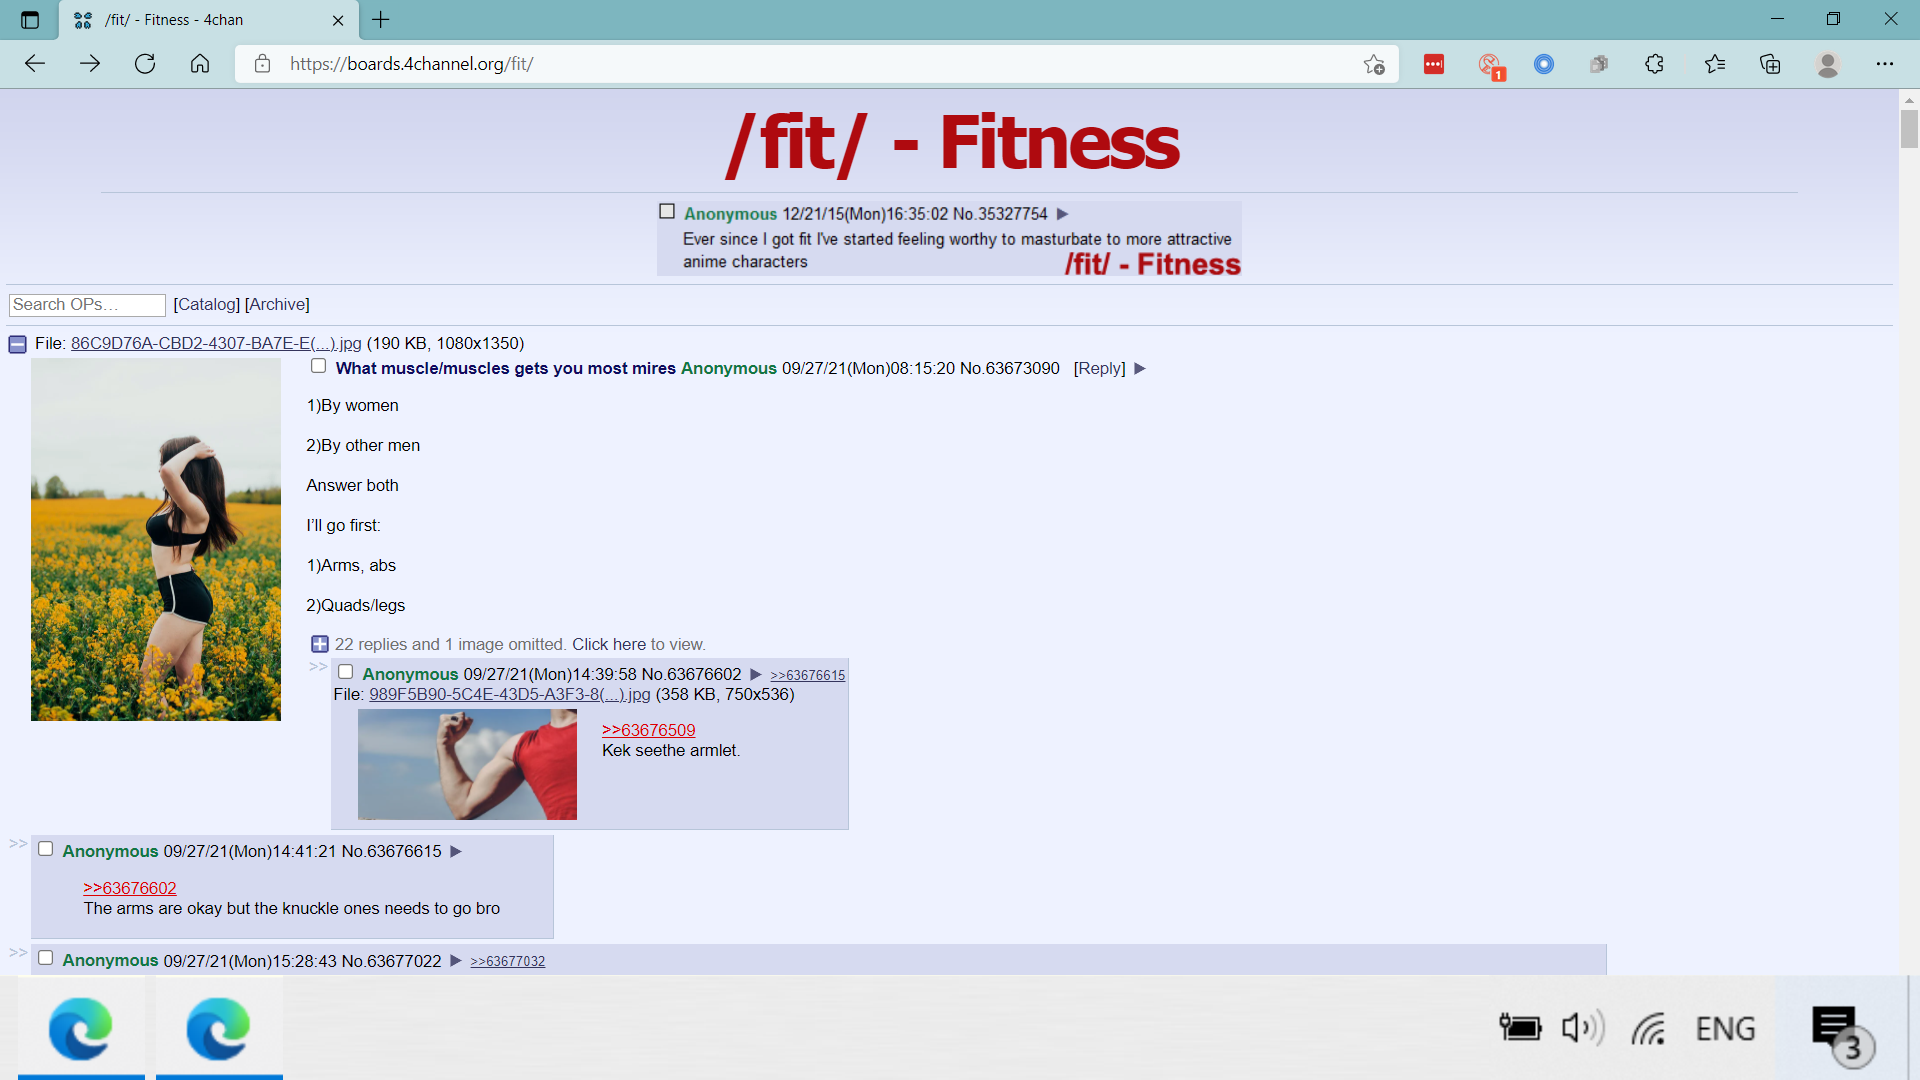 /fit/ - Fitness - 4chan
https://boards.4channel.org/fit/
1
/fit/ - Fitness
Anonymous 12/21/15(Mon)16:35:02 No.35327754 ▶
Ever since I got fit I've started feeling worthy to masturbate to more attractive
anime characters
/fit/ - Fitness
Search OPs… [Catalog] [Archive]
File: 86C9D76A-CBD2-4307-BA7E-E(...).jpg (190 KB, 1080x1350)
What muscle/muscles gets you most mires Anonymous 09/27/21(Mon)08:15:20 No.63673090 [Reply] ▶
1)By women
2)By other men
Answer both
I’ll go first:
1)Arms, abs
2)Quads/legs
22 replies and 1 image omitted. Click here to view.
>> Anonymous 09/27/21(Mon)14:39:58 No.63676602 ▶ >>63676615
File: 989F5B90-5C4E-43D5-A3F3-8(...).jpg (358 KB, 750x536)
>>63676509
Kek seethe armlet.
>> Anonymous 09/27/21(Mon)14:41:21 No.63676615 ▶
>>63676602
The arms are okay but the knuckle ones needs to go bro
>> Anonymous 09/27/21(Mon)15:28:43 No.63677022 ▶ >>63677032
ENG
3